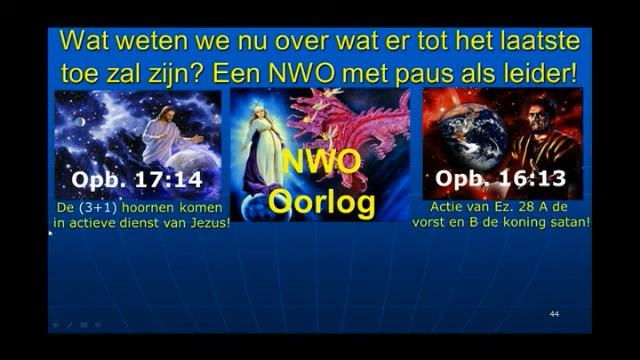 Wat weten we nu over wat er tot het laatste
toe zal zijn? Een NWO met paus als leider!
Opb. 17:14
NWO
Oorlog
Opb. 16:13
De (3+1) hoornen komen
in actieve dienst van Jezus!
Actie van Ez. 28 A de
vorst en B de koning satan!
44